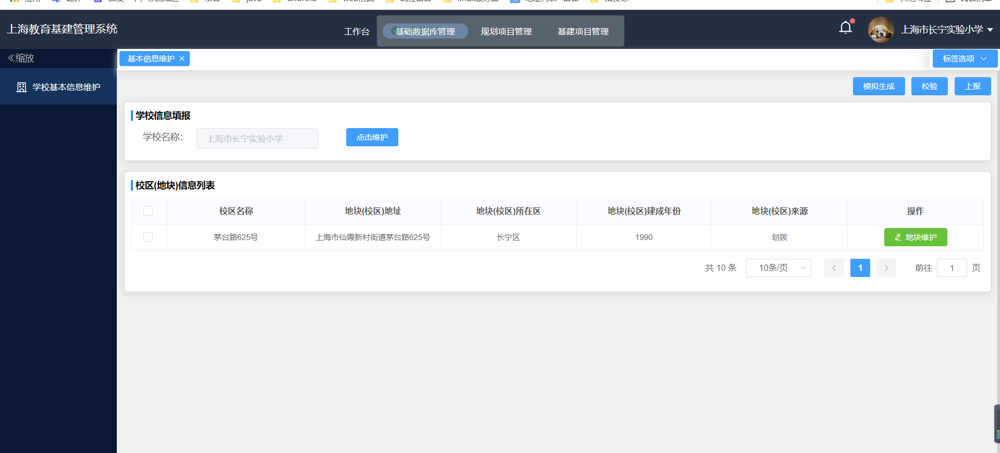 上海教育基建管理系统
工作台
基础数据库管理
规划项目管理
基建项目管理
上海市长宁实验小学
缩放
学校基本信息维护
基本信息维护
标签选项
模拟生成
校验
上报
学校信息填报
学校名称：
上海市长宁实验小学
点击维护
校区(地块)信息列表
校区名称 地块(校区)地址 地块(校区)所在区 地块(校区)建成年份 地块(校区)来源 操作
茅台路625号 上海市仙霞新村街道茅台路625号 长宁区 1990 划拨 地块维护
共 10 条 10条/页 1 前往 1 页